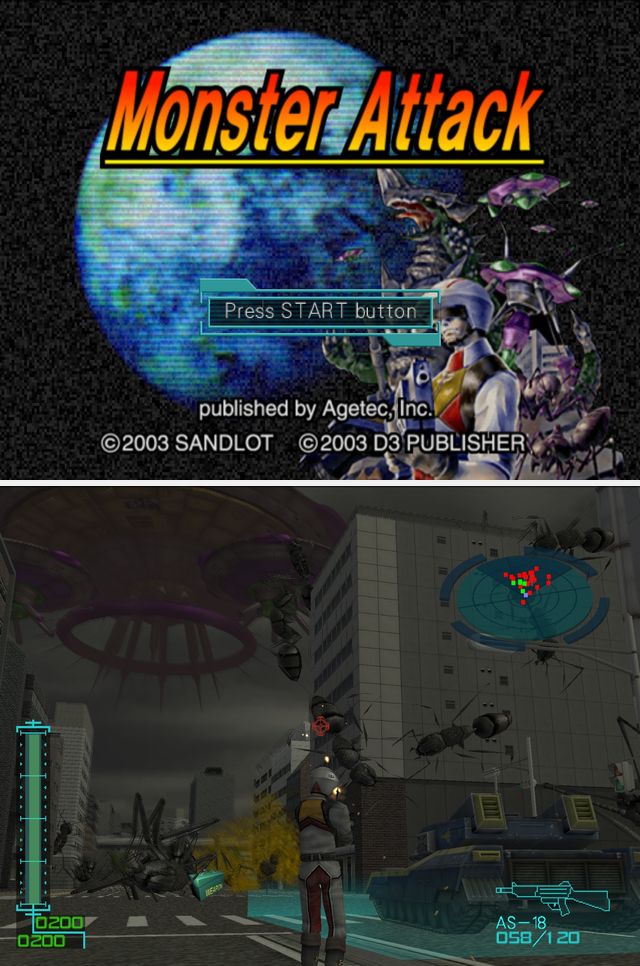 Monster Attack
Press START button
published by Agetec, Inc.
©2003 SANDLOT ©2003 D3 PUBLISHER
WEAPON
0200
0200
AS-18
058/120